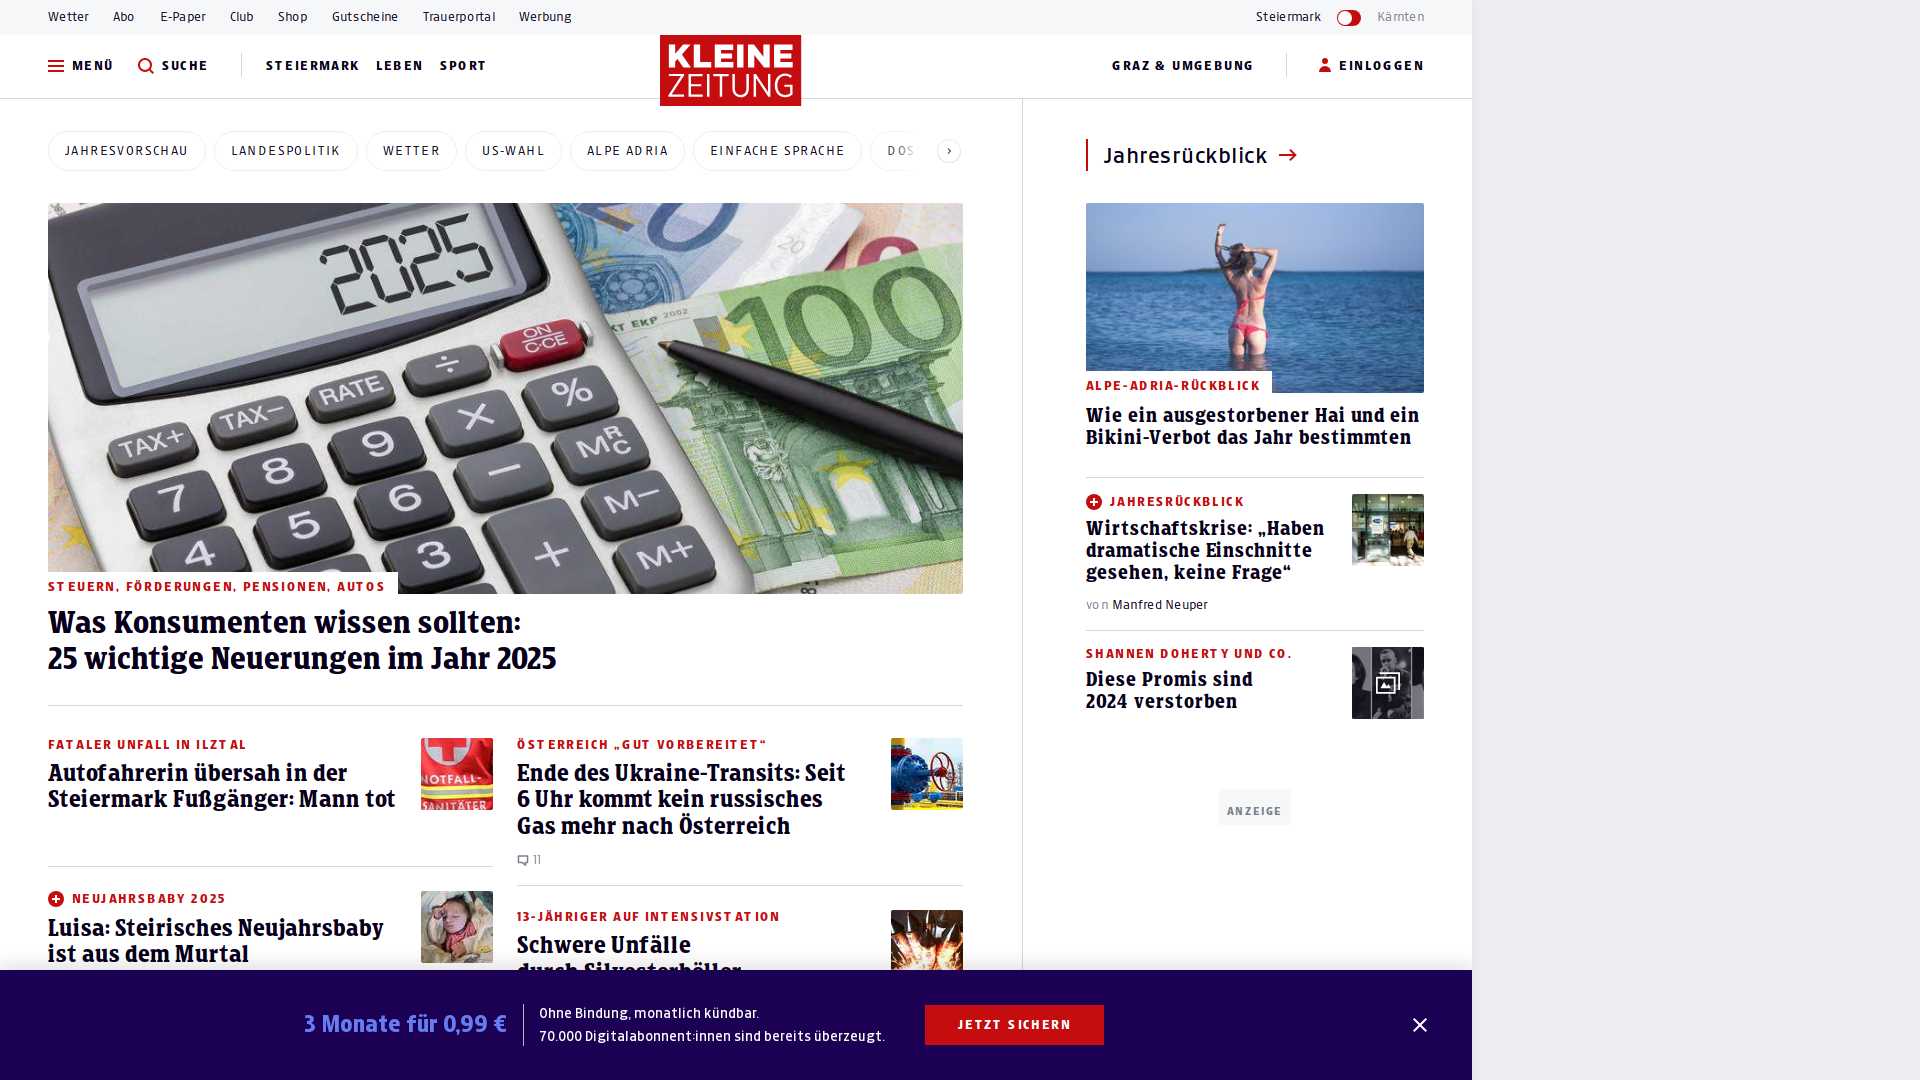 Wetter Abo E-Paper Club Shop Gutscheine Trauerportal Werbung
Steiermark Kärnten
MENÜ SUCHE STEIERMARK LEBEN SPORT
KLEINE
ZEITUNG
GRAZ & UMGEBUNG EINLOGGEN
JAHRESVORSCHAU LANDESPOLITIK WETTER US-WAHL ALPE ADRIA EINFACHE SPRACHE DOS
2025
20
100
EKP 2002
ON
C·CE
÷
RATE
TAX−
TAX+
%
×
9
8
7
M R C
−
6
5
4
M−
+
3
M+
STEUERN, FÖRDERUNGEN, PENSIONEN, AUTOS
Was Konsumenten wissen sollten:
25 wichtige Neuerungen im Jahr 2025
FATALER UNFALL IN ILZTAL
Autofahrerin übersah in der
Steiermark Fußgänger: Mann tot
NOTFALL-
SANITÄTER
NEUJAHRSBABY 2025
Luisa: Steirisches Neujahrsbaby
ist aus dem Murtal
ÖSTERREICH „GUT VORBEREITET“
Ende des Ukraine-Transits: Seit
6 Uhr kommt kein russisches
Gas mehr nach Österreich
11
13-JÄHRIGER AUF INTENSIVSTATION
Schwere Unfälle
durch Silvesterböller
Jahresrückblick
ALPE-ADRIA-RÜCKBLICK
Wie ein ausgestorbener Hai und ein
Bikini-Verbot das Jahr bestimmten
JAHRESRÜCKBLICK
Wirtschaftskrise: „Haben
dramatische Einschnitte
gesehen, keine Frage“
von Manfred Neuper
SHANNEN DOHERTY UND CO.
Diese Promis sind
2024 verstorben
ANZEIGE
3 Monate für 0,99 €
Ohne Bindung, monatlich kündbar.
70.000 Digitalabonnent:innen sind bereits überzeugt.
JETZT SICHERN